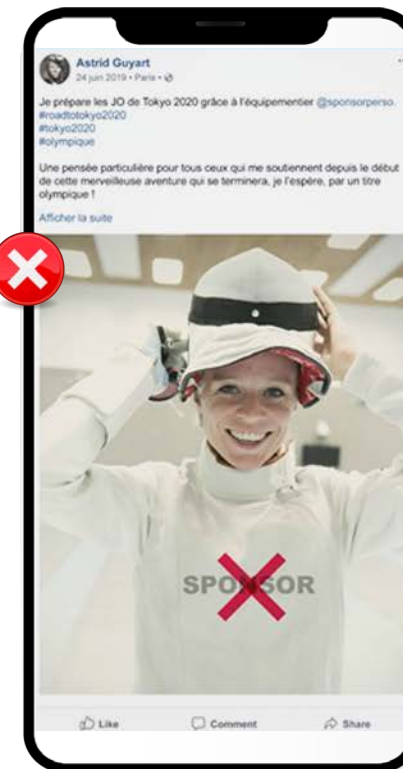 Astrid Guyart
24 juin 2019 • Paris •
Je prépare les JO de Tokyo 2020 grâce à l'équipementier @sponsorperso.
#roadtotokyo2020
#tokyo2020
#olympique
Une pensée particulière pour tous ceux qui me soutiennent depuis le début
de cette merveilleuse aventure qui se terminera, je l'espère, par un titre
olympique !
Afficher la suite
SPONSOR
Like Comment Share